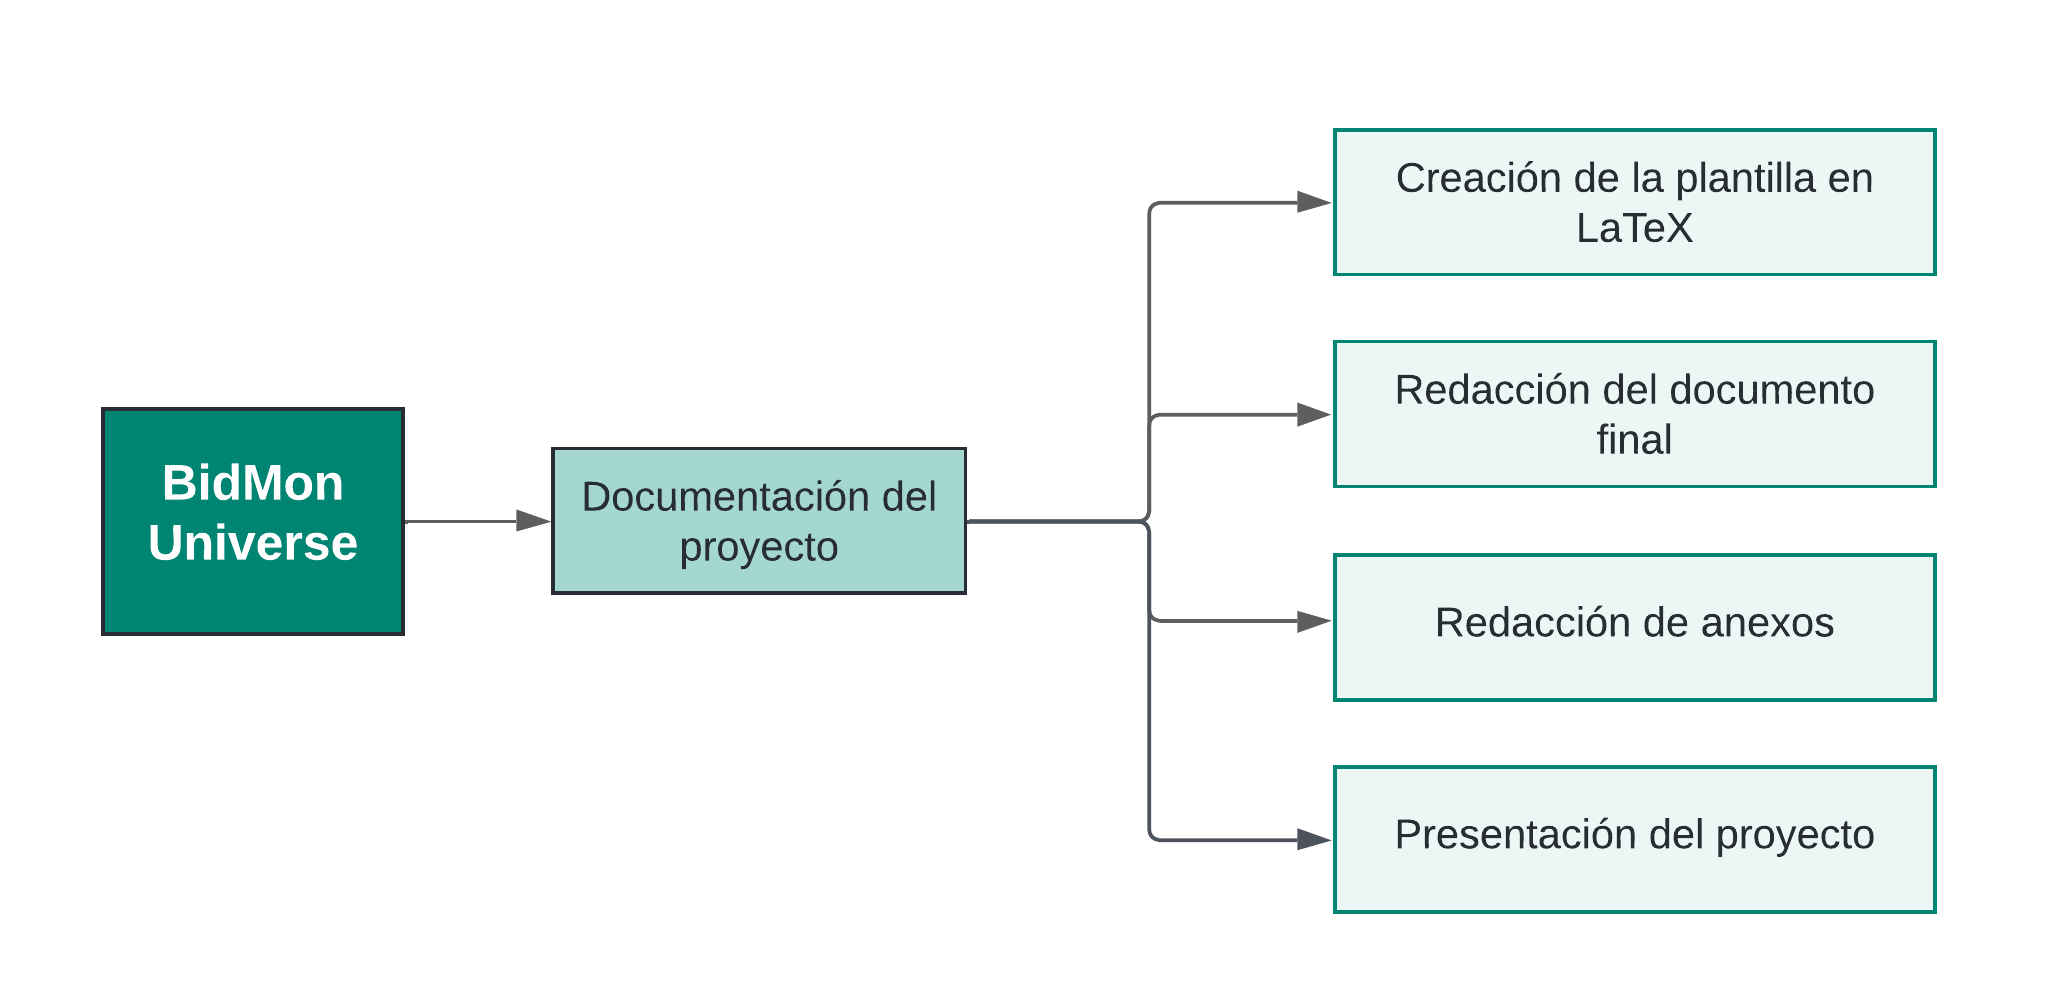 BidMon
Universe
Documentación del
proyecto
Creación de la plantilla en
LaTeX
Redacción del documento
final
Redacción de anexos
Presentación del proyecto